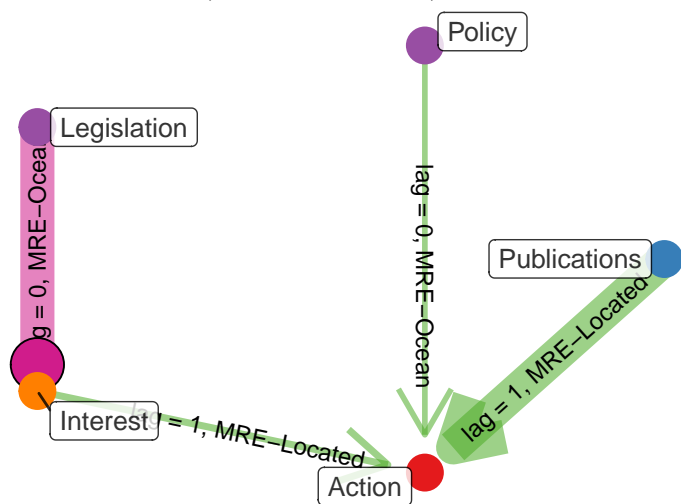 Policy
Legislation
lag = 0, MRE−Ocean
Publications
lag = 0, MRE−Ocean
lag = 1, MRE−Located
Interest
lag = 1, MRE−Located
Action